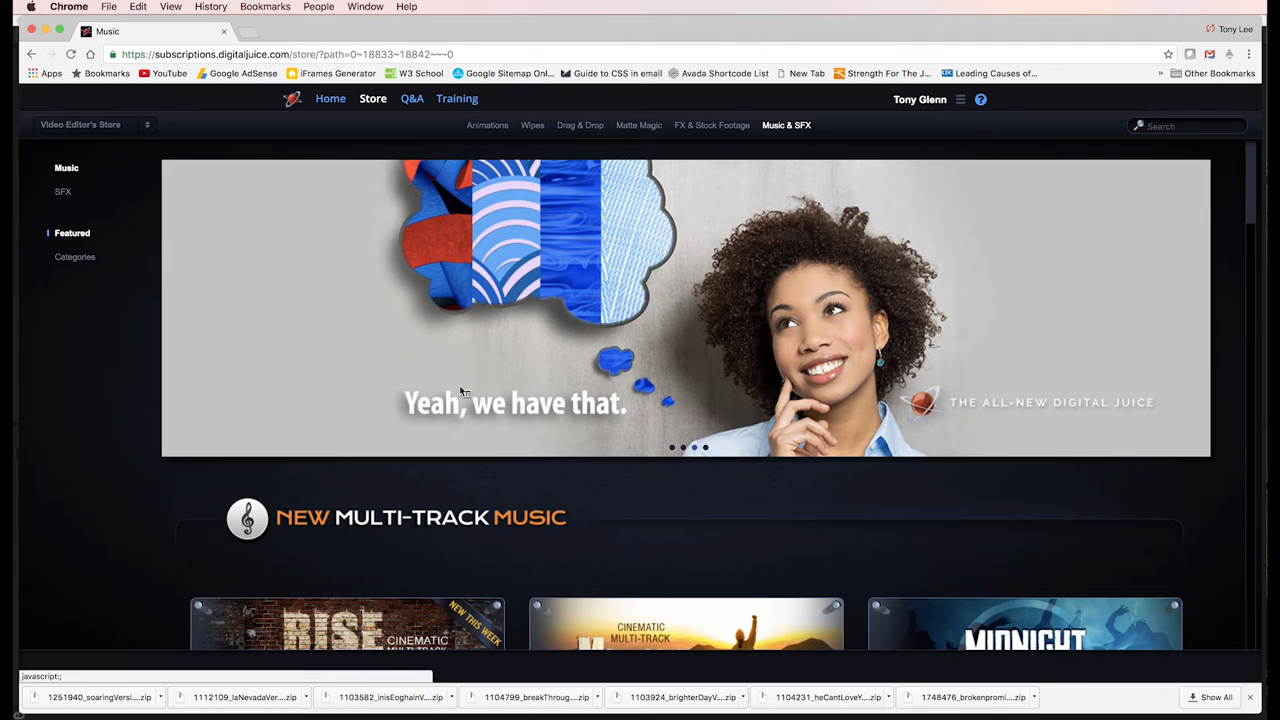 Chrome File Edit View History Bookmarks People Window Help
Music × Tony Lee
https://subscriptions.digitaljuice.com/store/?path=0~18833~18842~~~0
Apps Bookmarks YouTube Google AdSense iFrames Generator W3 School Google Sitemap Onl... Guide to CSS in email Avada Shortcode List New Tab Strength For The J... Leading Causes of... » Other Bookmarks
Home Store Q&A Training Tony Glenn ?
Video Editor's Store Animations Wipes Drag & Drop Matte Magic FX & Stock Footage Music & SFX Search
Music
SFX
Featured
Categories
Yeah, we have that.
THE ALL-NEW DIGITAL JUICE
NEW MULTI-TRACK MUSIC
NEW THIS WEEK
RISE
CINEMATIC
MULTI-TRACK
CINEMATIC
MULTI-TRACK
MIDNIGHT
javascript:;
1251940_soaringVersi....zip 1112109_laNevadaVer....zip 1103582_inisEoghainV....zip 1104799_breakThroug....zip 1103924_brighterDayV....zip 1104231_heCantLoveY....zip 1748476_brokenpromi....zip Show All ×